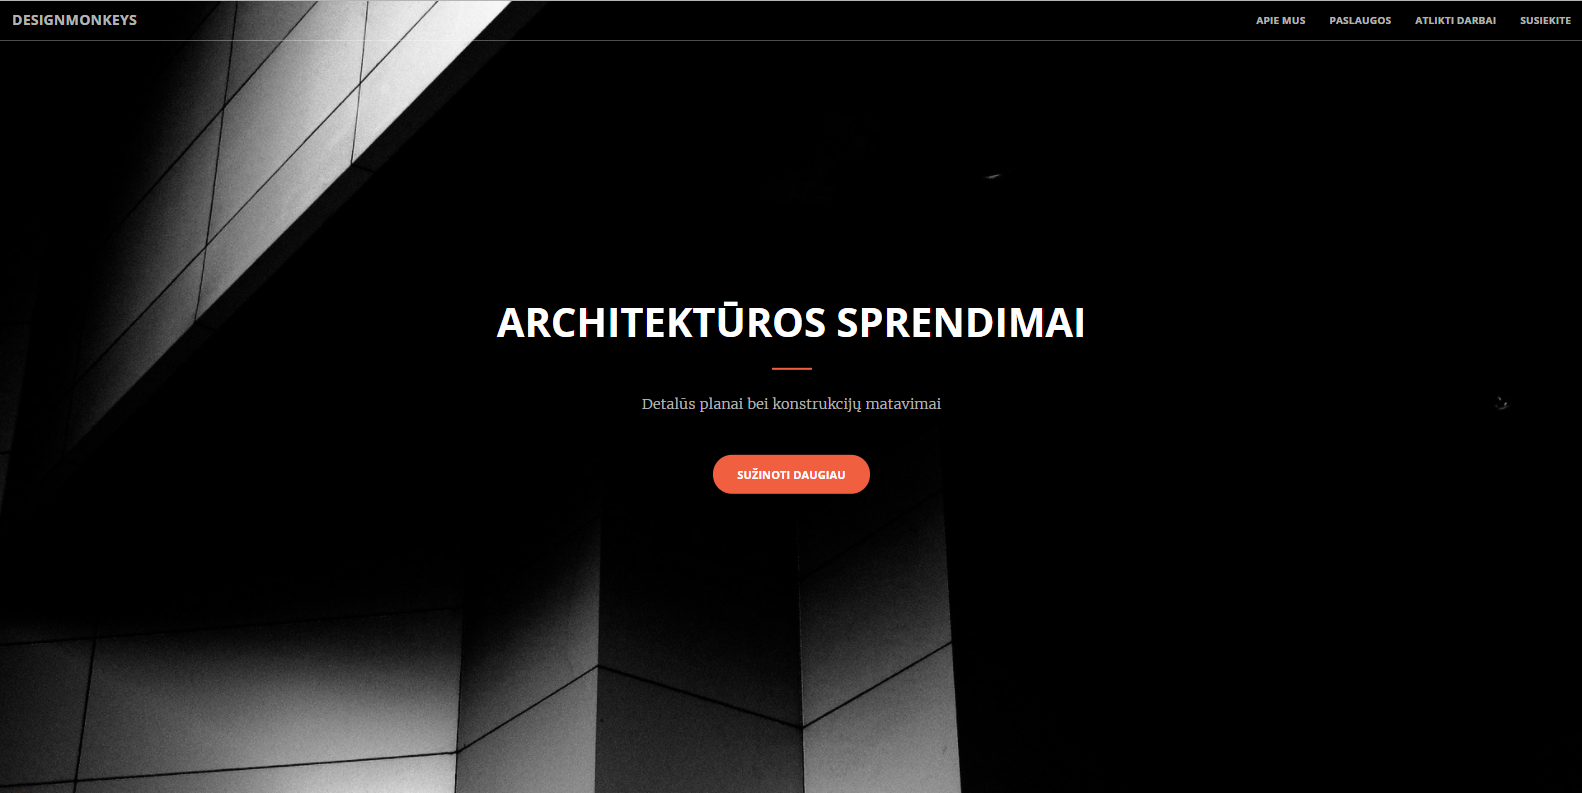 DESIGNMONKEYS
APIE MUS PASLAUGOS ATLIKTI DARBAI SUSIEKITE
ARCHITEKTŪROS SPRENDIMAI
Detalūs planai bei konstrukcijų matavimai
SUŽINOTI DAUGIAU